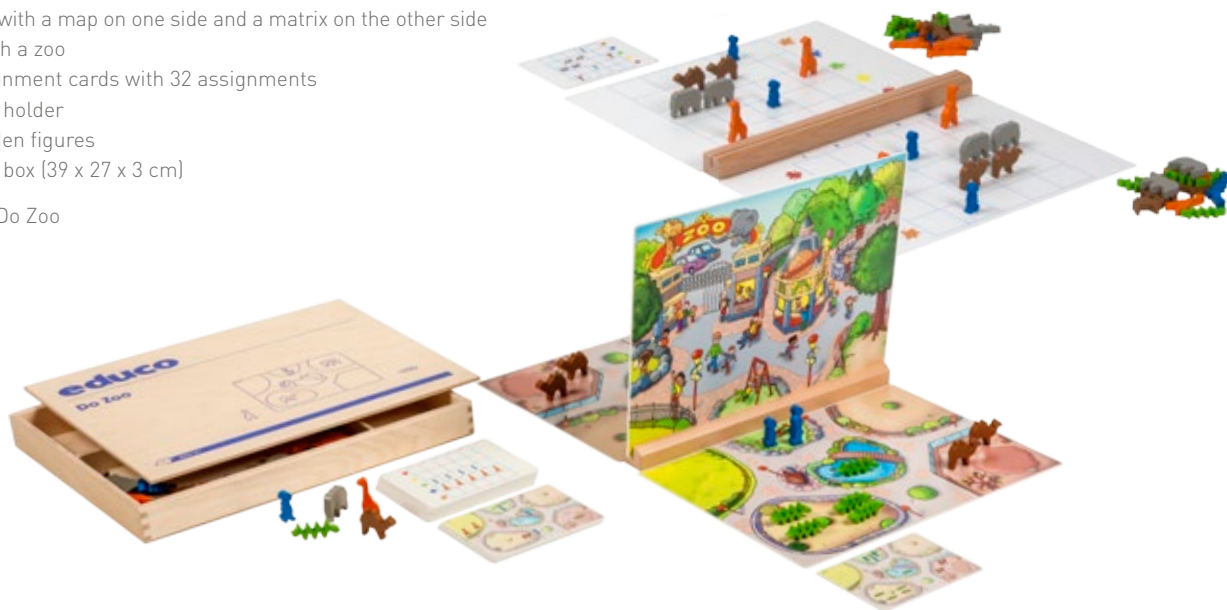 with a map on one side and a matrix on the other side
h a zoo
nment cards with 32 assignments
holder
en figures
box (39 x 27 x 3 cm)
Do Zoo
ZOO
educo
Do Zoo